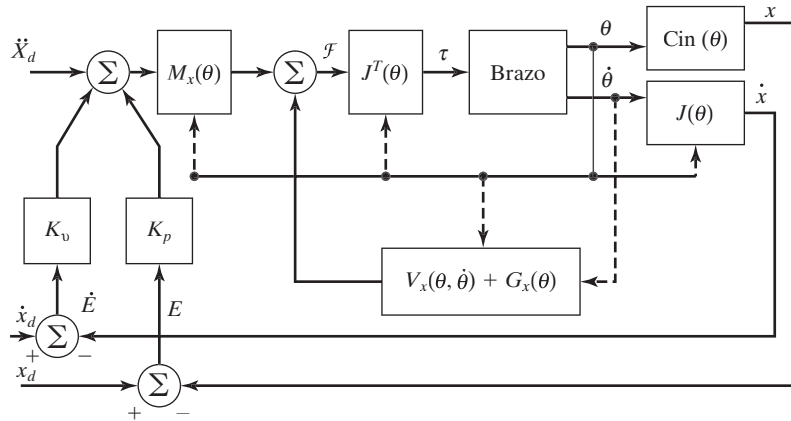 Ẍ_d
Σ
M_x(θ)
Σ
ℱ
J^T(θ)
τ
Brazo
θ
Cin (θ)
x
θ̇
J(θ)
ẋ
K_υ
K_p
V_x(θ, θ̇) + G_x(θ)
ẋ_d
Σ
Ė
E
+
−
x_d
Σ
+
−